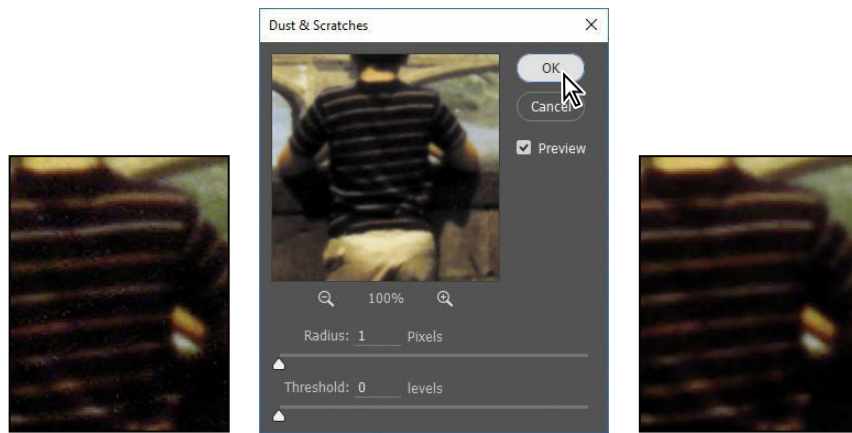 Dust & Scratches
OK
Cancel
Preview
100%
Radius: 1 Pixels
Threshold: 0 levels